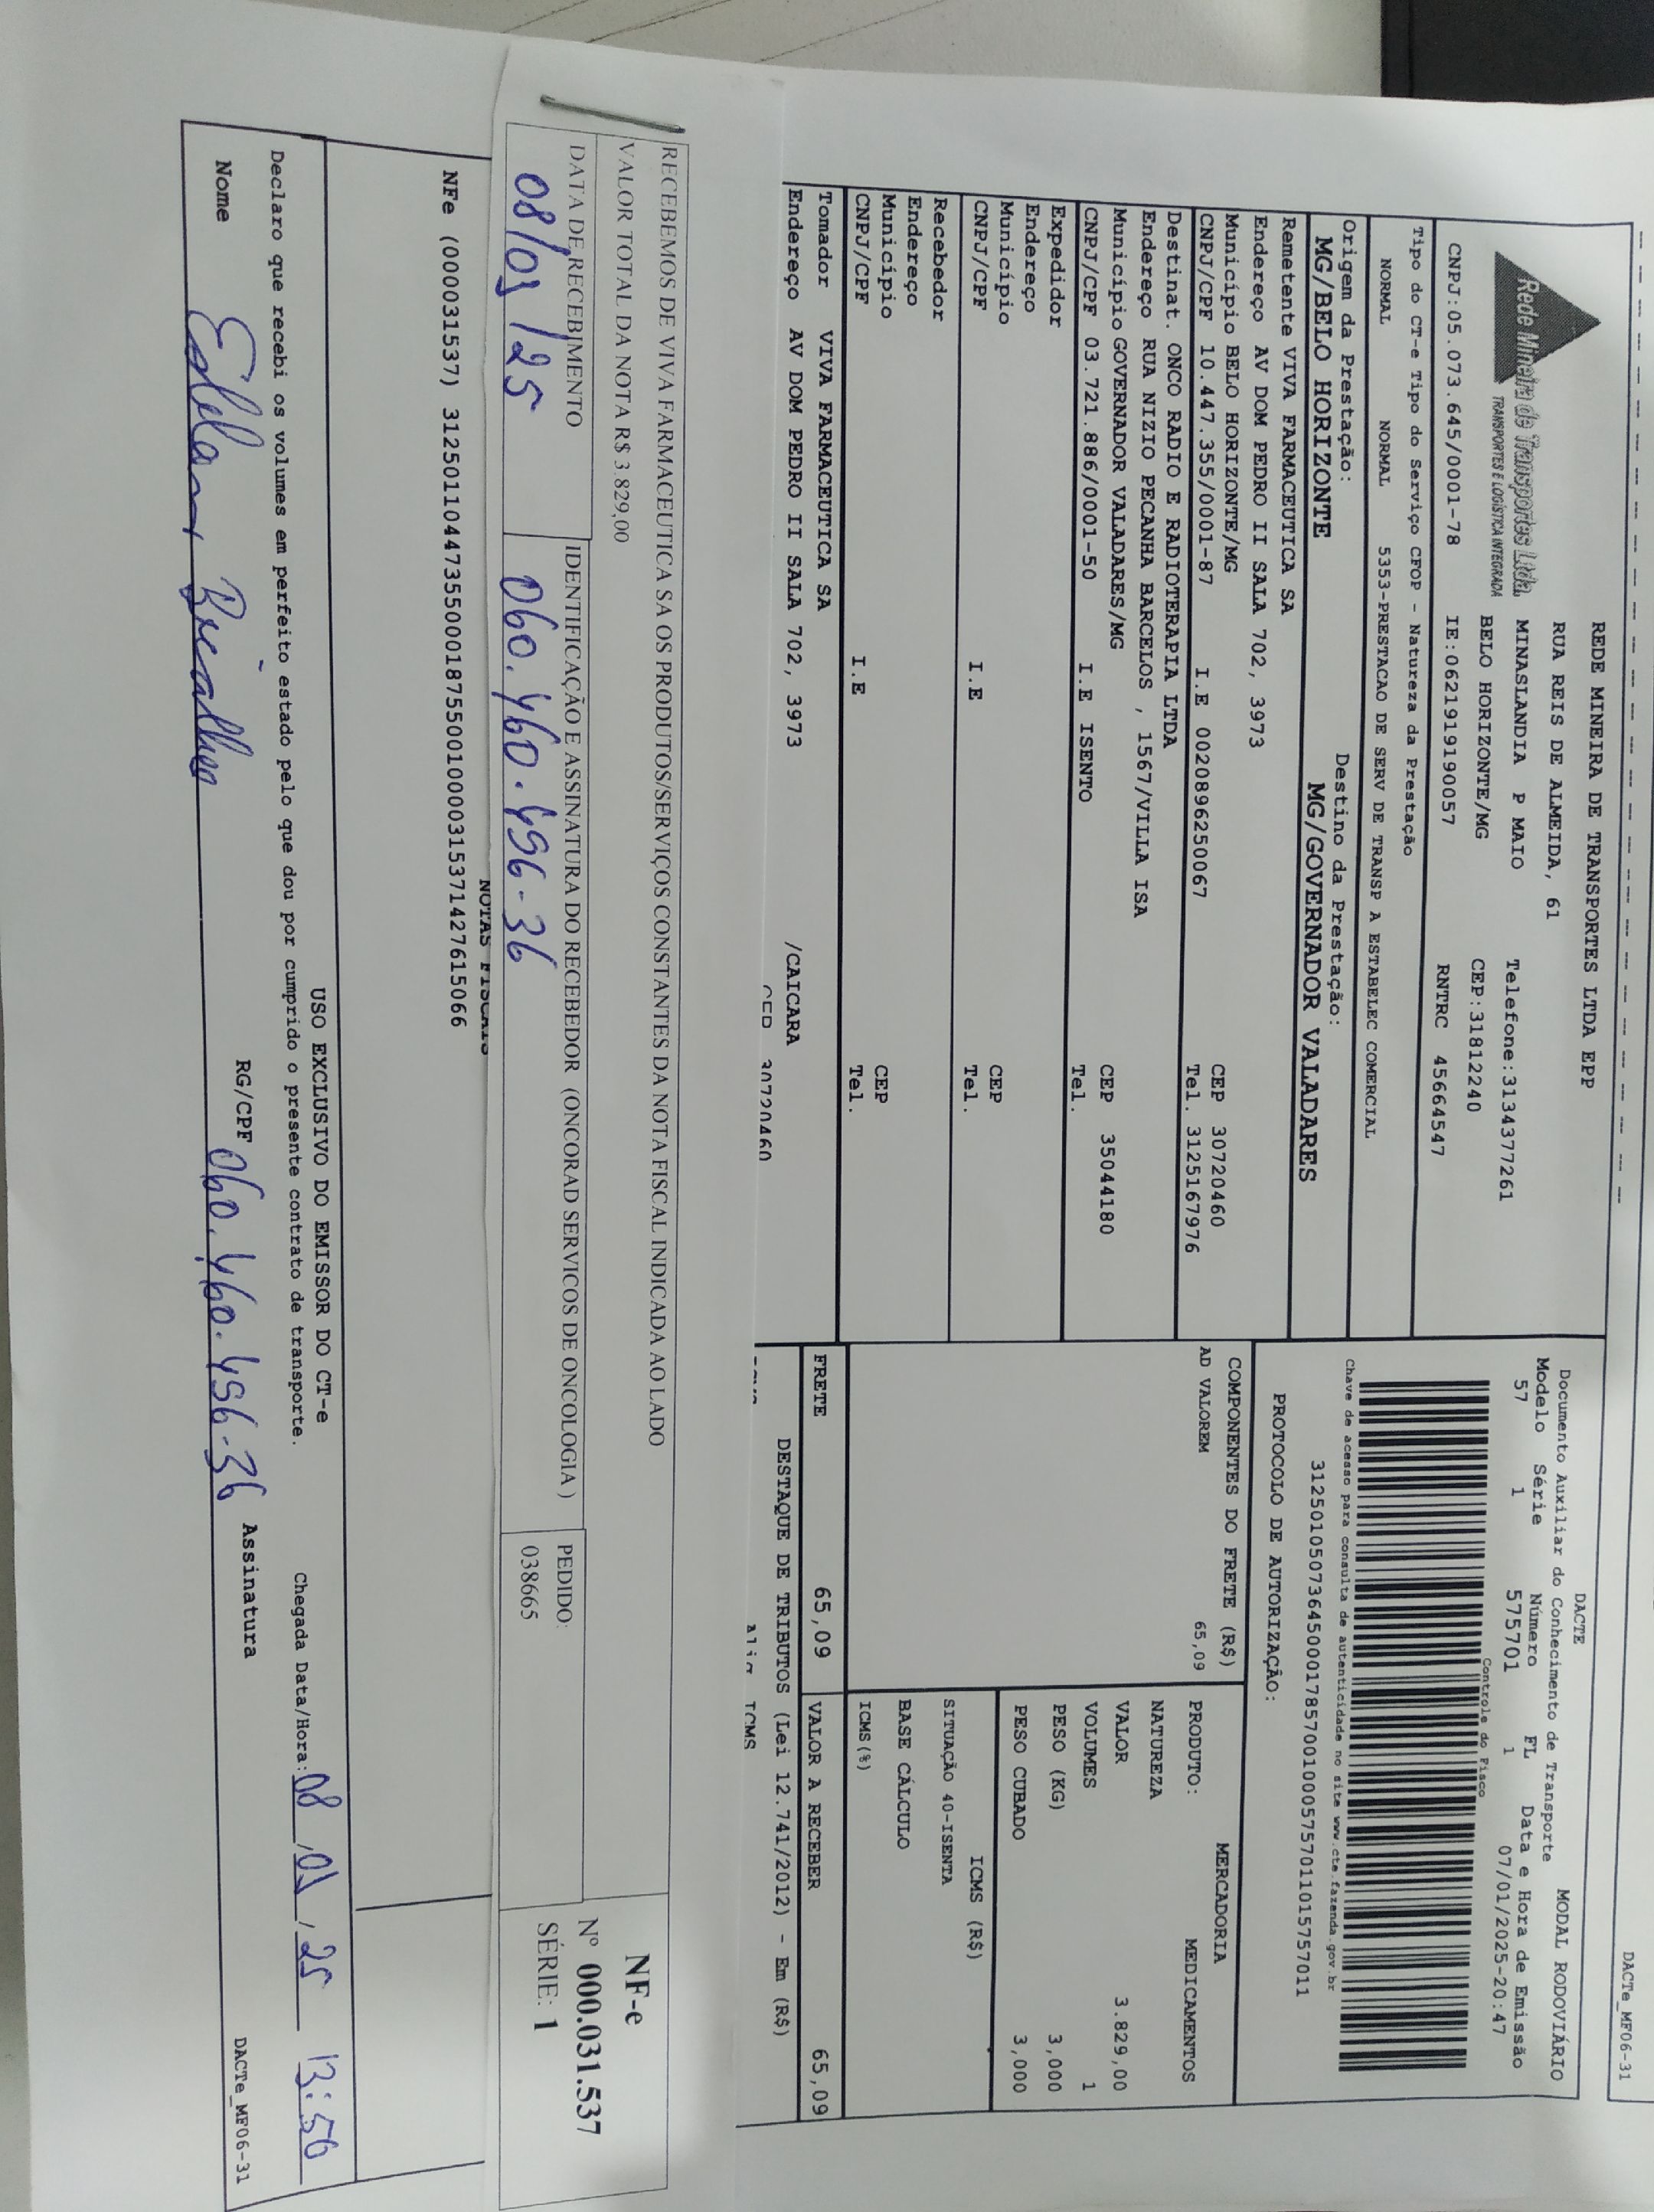 DACTe_MF06-31
Rede Mineira de Transportes Ltda.
TRANSPORTES E LOGÍSTICA INTEGRADA
REDE MINEIRA DE TRANSPORTES LTDA EPP
RUA REIS DE ALMEIDA, 61
MINASLANDIA P MAIO Telefone:3134377261
BELO HORIZONTE/MG CEP:31812240
CNPJ:05.073.645/0001-78 IE:0621919190057 RNTRC 45664547
DACTE
Documento Auxiliar do Conhecimento de Transporte MODAL RODOVIÁRIO
Modelo Série Número FL Data e Hora de Emissão
57 1 575701 1 07/01/2025-20:47
Controle do Fisco
Chave de acesso para consulta de autenticidade no site www.cte.fazenda.gov.br
31250105073645000178570010005757011015757011
PROTOCOLO DE AUTORIZAÇÃO:
Tipo do CT-e Tipo do Serviço CFOP - Natureza da Prestação
NORMAL NORMAL 5353-PRESTACAO DE SERV DE TRANSP A ESTABELEC COMERCIAL
Origem da Prestação: Destino da Prestação:
MG/BELO HORIZONTE MG/GOVERNADOR VALADARES
Remetente VIVA FARMACEUTICA SA
Endereço AV DOM PEDRO II SALA 702, 3973
Município BELO HORIZONTE/MG CEP 30720460
CNPJ/CPF 10.447.355/0001-87 I.E 0020896250067 Tel. 3125167976
Destinat. ONCO RADIO E RADIOTERAPIA LTDA
Endereço RUA NIZIO PECANHA BARCELOS , 1567/VILLA ISA
Município GOVERNADOR VALADARES/MG CEP 35044180
CNPJ/CPF 03.721.886/0001-50 I.E ISENTO Tel.
Expedidor
Endereço
Município CEP
CNPJ/CPF I.E Tel.
Recebedor
Endereço
Município CEP
CNPJ/CPF I.E Tel.
Tomador VIVA FARMACEUTICA SA
Endereço AV DOM PEDRO II SALA 702, 3973 /CAICARA
CEP 30720460
COMPONENTES DO FRETE (R$)
AD VALOREM 65,09
MERCADORIA
PRODUTO: MEDICAMENTOS
NATUREZA
VALOR 3.829,00
VOLUMES 1
PESO (KG) 3,000
PESO CUBADO 3,000
ICMS (R$)
SITUAÇÃO 40-ISENTA
BASE CÁLCULO
ICMS(%)
FRETE 65,09 VALOR A RECEBER 65,09
DESTAQUE DE TRIBUTOS (Lei 12.741/2012) - Em (R$)
Aliq ICMS
RECEBEMOS DE VIVA FARMACEUTICA SA OS PRODUTOS/SERVIÇOS CONSTANTES DA NOTA FISCAL INDICADA AO LADO
VALOR TOTAL DA NOTA R$ 3.829,00
DATA DE RECEBIMENTO IDENTIFICAÇÃO E ASSINATURA DO RECEBEDOR (ONCORAD SERVICOS DE ONCOLOGIA ) PEDIDO:
08/01/25 060.460.456-36 038665
NF-e
Nº 000.031.537
SÉRIE: 1
NOTAS FISCAIS
NFe (000031537) 31250110447355000187550010000315371427615066
USO EXCLUSIVO DO EMISSOR DO CT-e
Declaro que recebi os volumes em perfeito estado pelo que dou por cumprido o presente contrato de transporte. Chegada Data/Hora: 08/01/25 13:50
Nome RG/CPF 060.460.456-36 Assinatura
DACTe_MF06-31